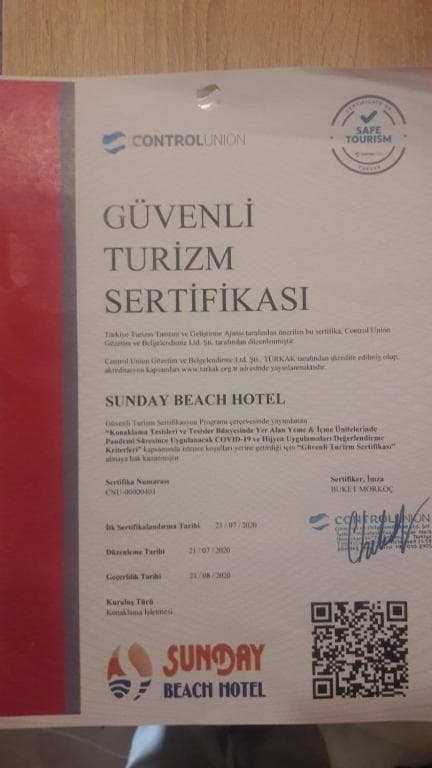 CONTROLUNION
SAFE
TOURISM
GÜVENLİ
TURİZM
SERTİFİKASI
Türkiye Turizm Tanıtım ve Geliştirme Ajansı tarafından önerilen bu sertifika, Control Union
Gözetim ve Belgelendirme Ltd. Şti. tarafından düzenlenmiştir.
Control Union Gözetim ve Belgelendirme Ltd. Şti., TÜRKAK tarafından akredite edilmiş olup,
akreditasyon kapsamları www.turkak.org.tr adresinde yayınlanmaktadır.
SUNDAY BEACH HOTEL
Güvenli Turizm Sertifikasyon Programı çerçevesinde yayımlanan
"Konaklama Tesisleri ve Tesisler Bünyesinde Yer Alan Yeme & İçme Ünitelerinde
Pandemi Süresince Uygulanacak COVID-19 ve Hijyen Uygulamaları Değerlendirme
Kriterleri" kapsamında istenen koşulları yerine getirdiği için "Güvenli Turizm Sertifikası"
almaya hak kazanmıştır.
Sertifika Numarası
CNU-00000403
Sertifiker, İmza
BUKET MORKOÇ
CONTROLUNION
İlk Sertifikalandırma Tarihi 21 / 07 / 2020
Düzenleme Tarihi 21 / 07 / 2020
Geçerlilik Tarihi 21 / 08 / 2020
Kuruluş Türü
Konaklama İşletmesi
SUNDAY
BEACH HOTEL